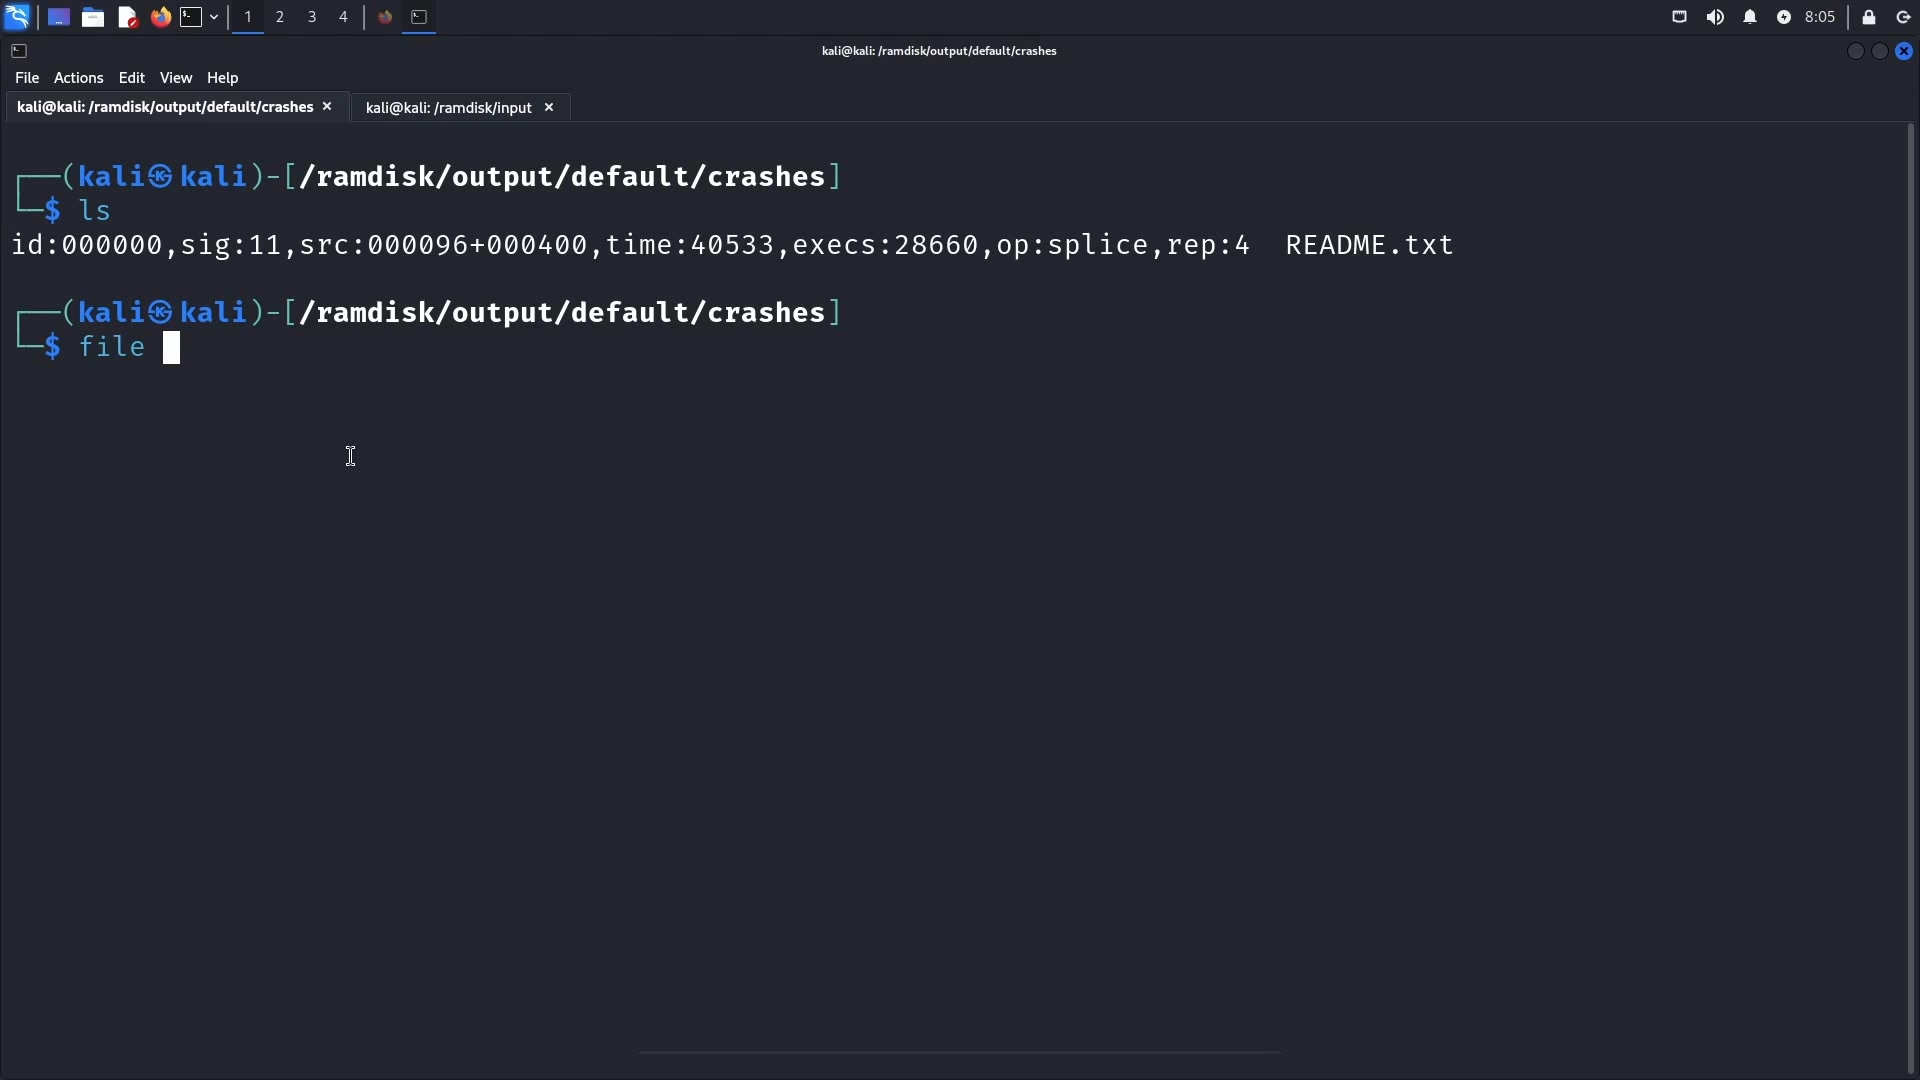 1 2 3 4 8:05
kali@kali: /ramdisk/output/default/crashes
File Actions Edit View Help
kali@kali: /ramdisk/output/default/crashes × kali@kali: /ramdisk/input ×
┌──(kali㉿kali)-[/ramdisk/output/default/crashes]
└─$ ls
id:000000,sig:11,src:000096+000400,time:40533,execs:28660,op:splice,rep:4 README.txt
┌──(kali㉿kali)-[/ramdisk/output/default/crashes]
└─$ file